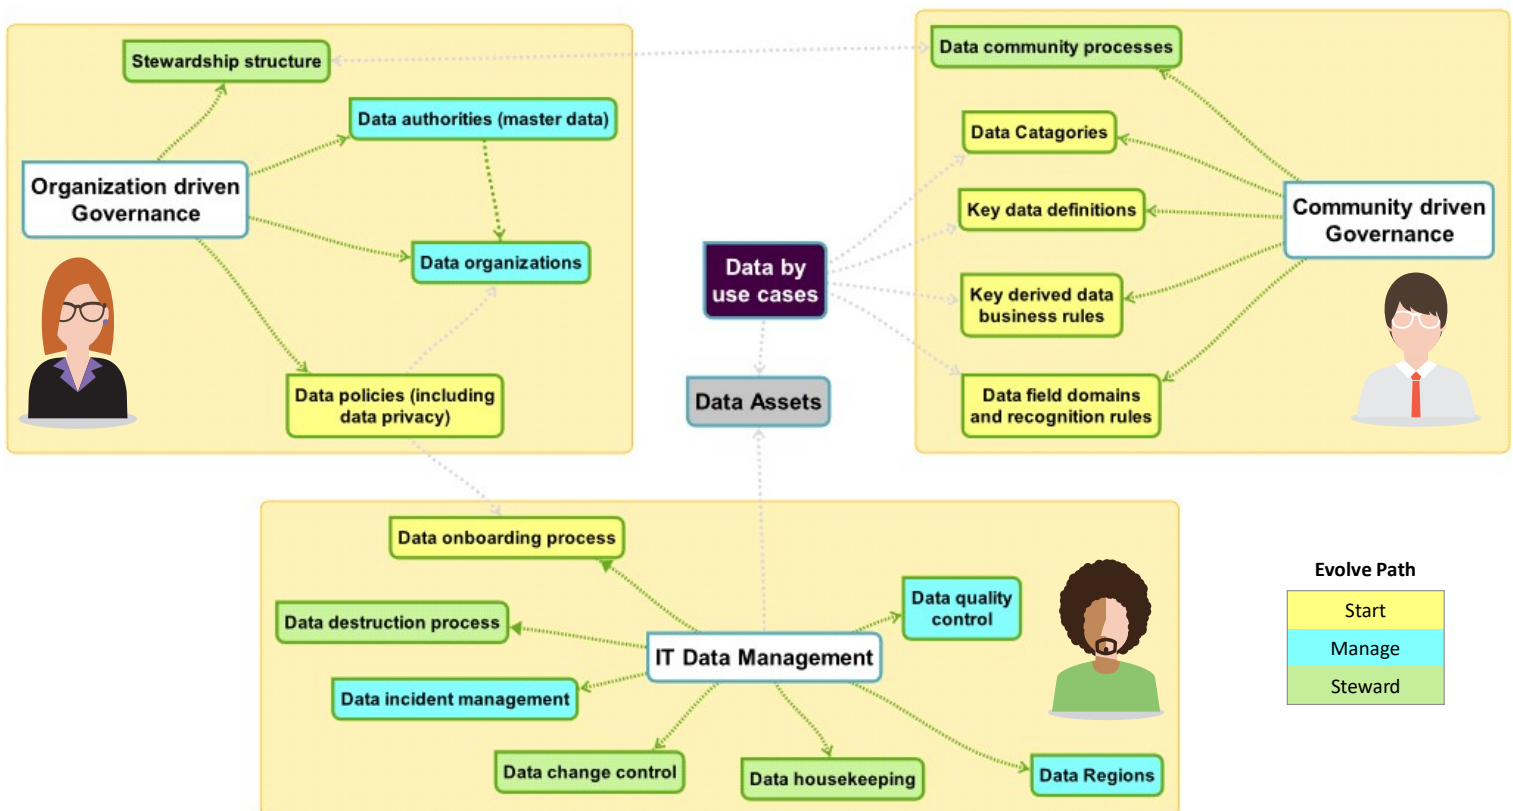 Stewardship structure
Data authorities (master data)
Organization driven
Governance
Data organizations
Data policies (including
data privacy)
Data by
use cases
Data Assets
Data community processes
Data Catagories
Key data definitions
Community driven
Governance
Key derived data
business rules
Data field domains
and recognition rules
Data onboarding process
Data destruction process
Data quality
control
IT Data Management
Data incident management
Data change control
Data housekeeping
Data Regions
Evolve Path
Start
Manage
Steward